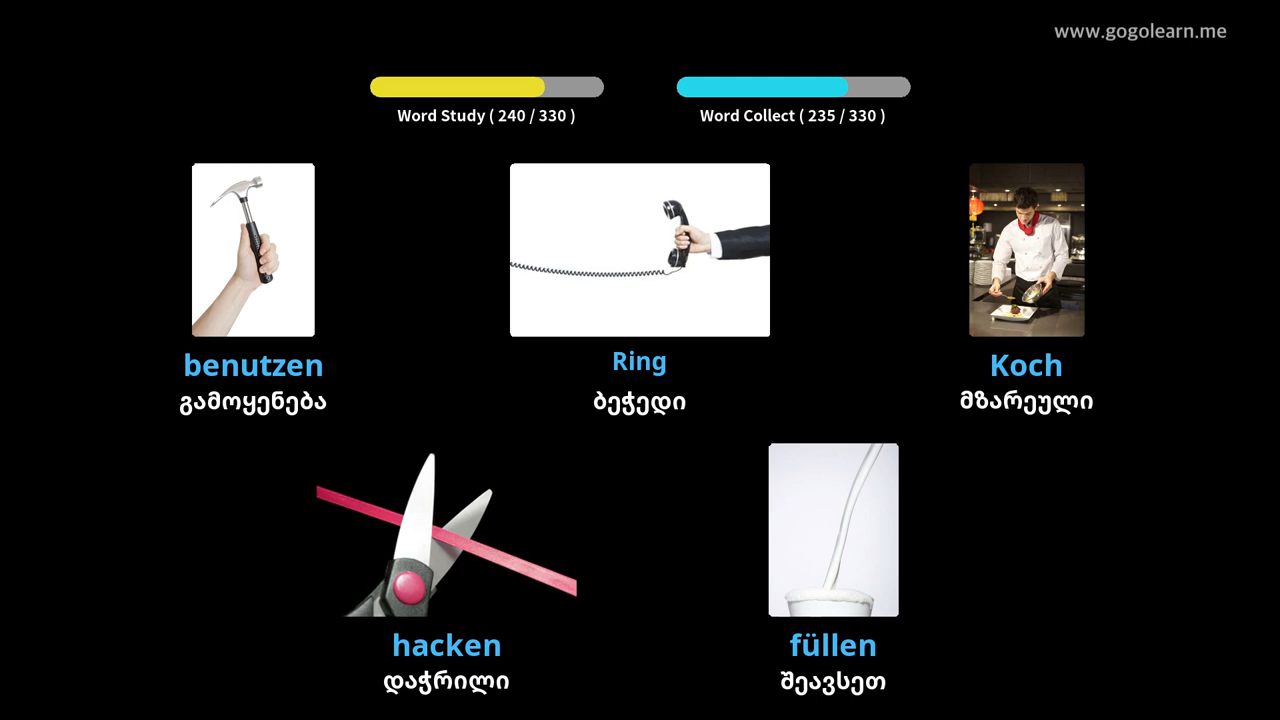 www.gogolearn.me
Word Study ( 240 / 330 )
Word Collect ( 235 / 330 )
benutzen
გამოყენება
Ring
ბეჭედი
Koch
მზარეული
hacken
დაჭრილი
füllen
შეავსეთ